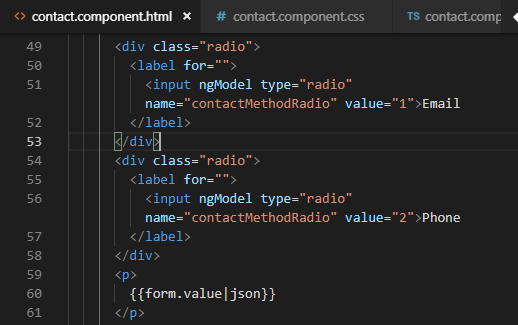 <> contact.component.html × contact.component.css TS contact.comp
49 <div class="radio">
50 <label for="">
51 <input ngModel type="radio"
name="contactMethodRadio" value="1">Email
52 </label>
53 </div>
54 <div class="radio">
55 <label for="">
56 <input ngModel type="radio"
name="contactMethodRadio" value="2">Phone
57 </label>
58 </div>
59 <p>
60 {{form.value|json}}
61 </p>